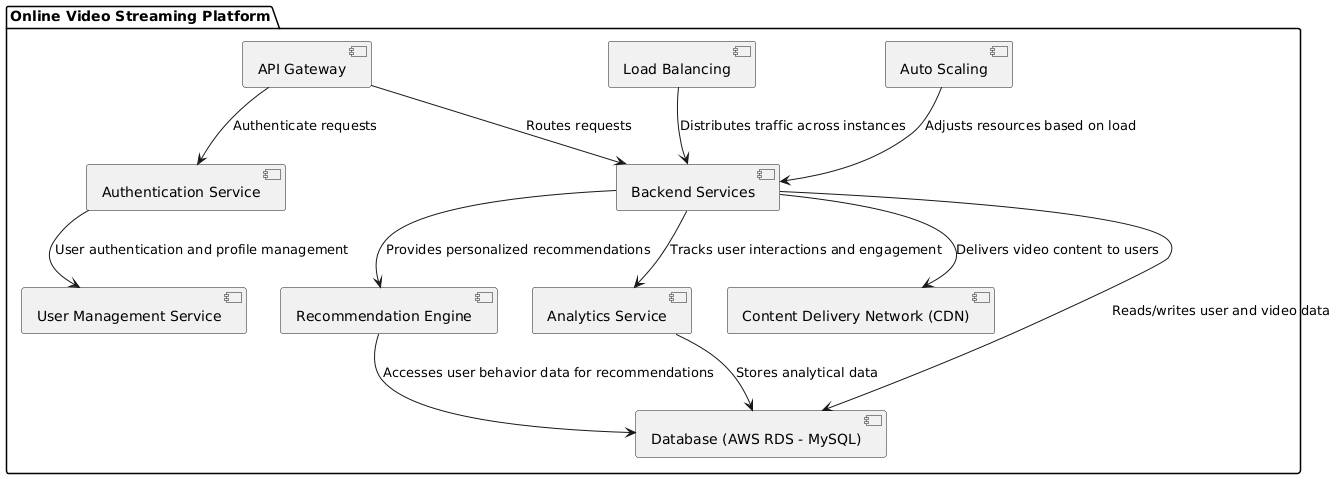 Online Video Streaming Platform
API Gateway
Load Balancing
Auto Scaling
Authenticate requests
Routes requests
Distributes traffic across instances
Adjusts resources based on load
Authentication Service
Backend Services
User authentication and profile management
Provides personalized recommendations
Tracks user interactions and engagement
Delivers video content to users
User Management Service
Recommendation Engine
Analytics Service
Content Delivery Network (CDN)
Reads/writes user and video data
Accesses user behavior data for recommendations
Stores analytical data
Database (AWS RDS - MySQL)